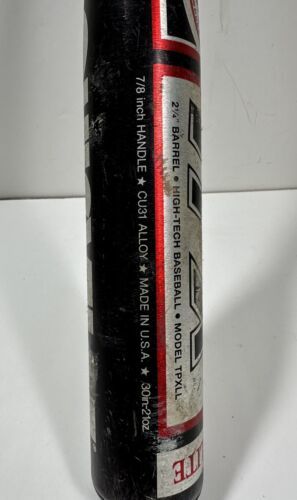 2¼" BARREL • HIGH-TECH BASEBALL • MODEL TPXLL
7/8 inch HANDLE ★ CU31 ALLOY ★ MADE IN U.S.A. ★ 30in-21oz.